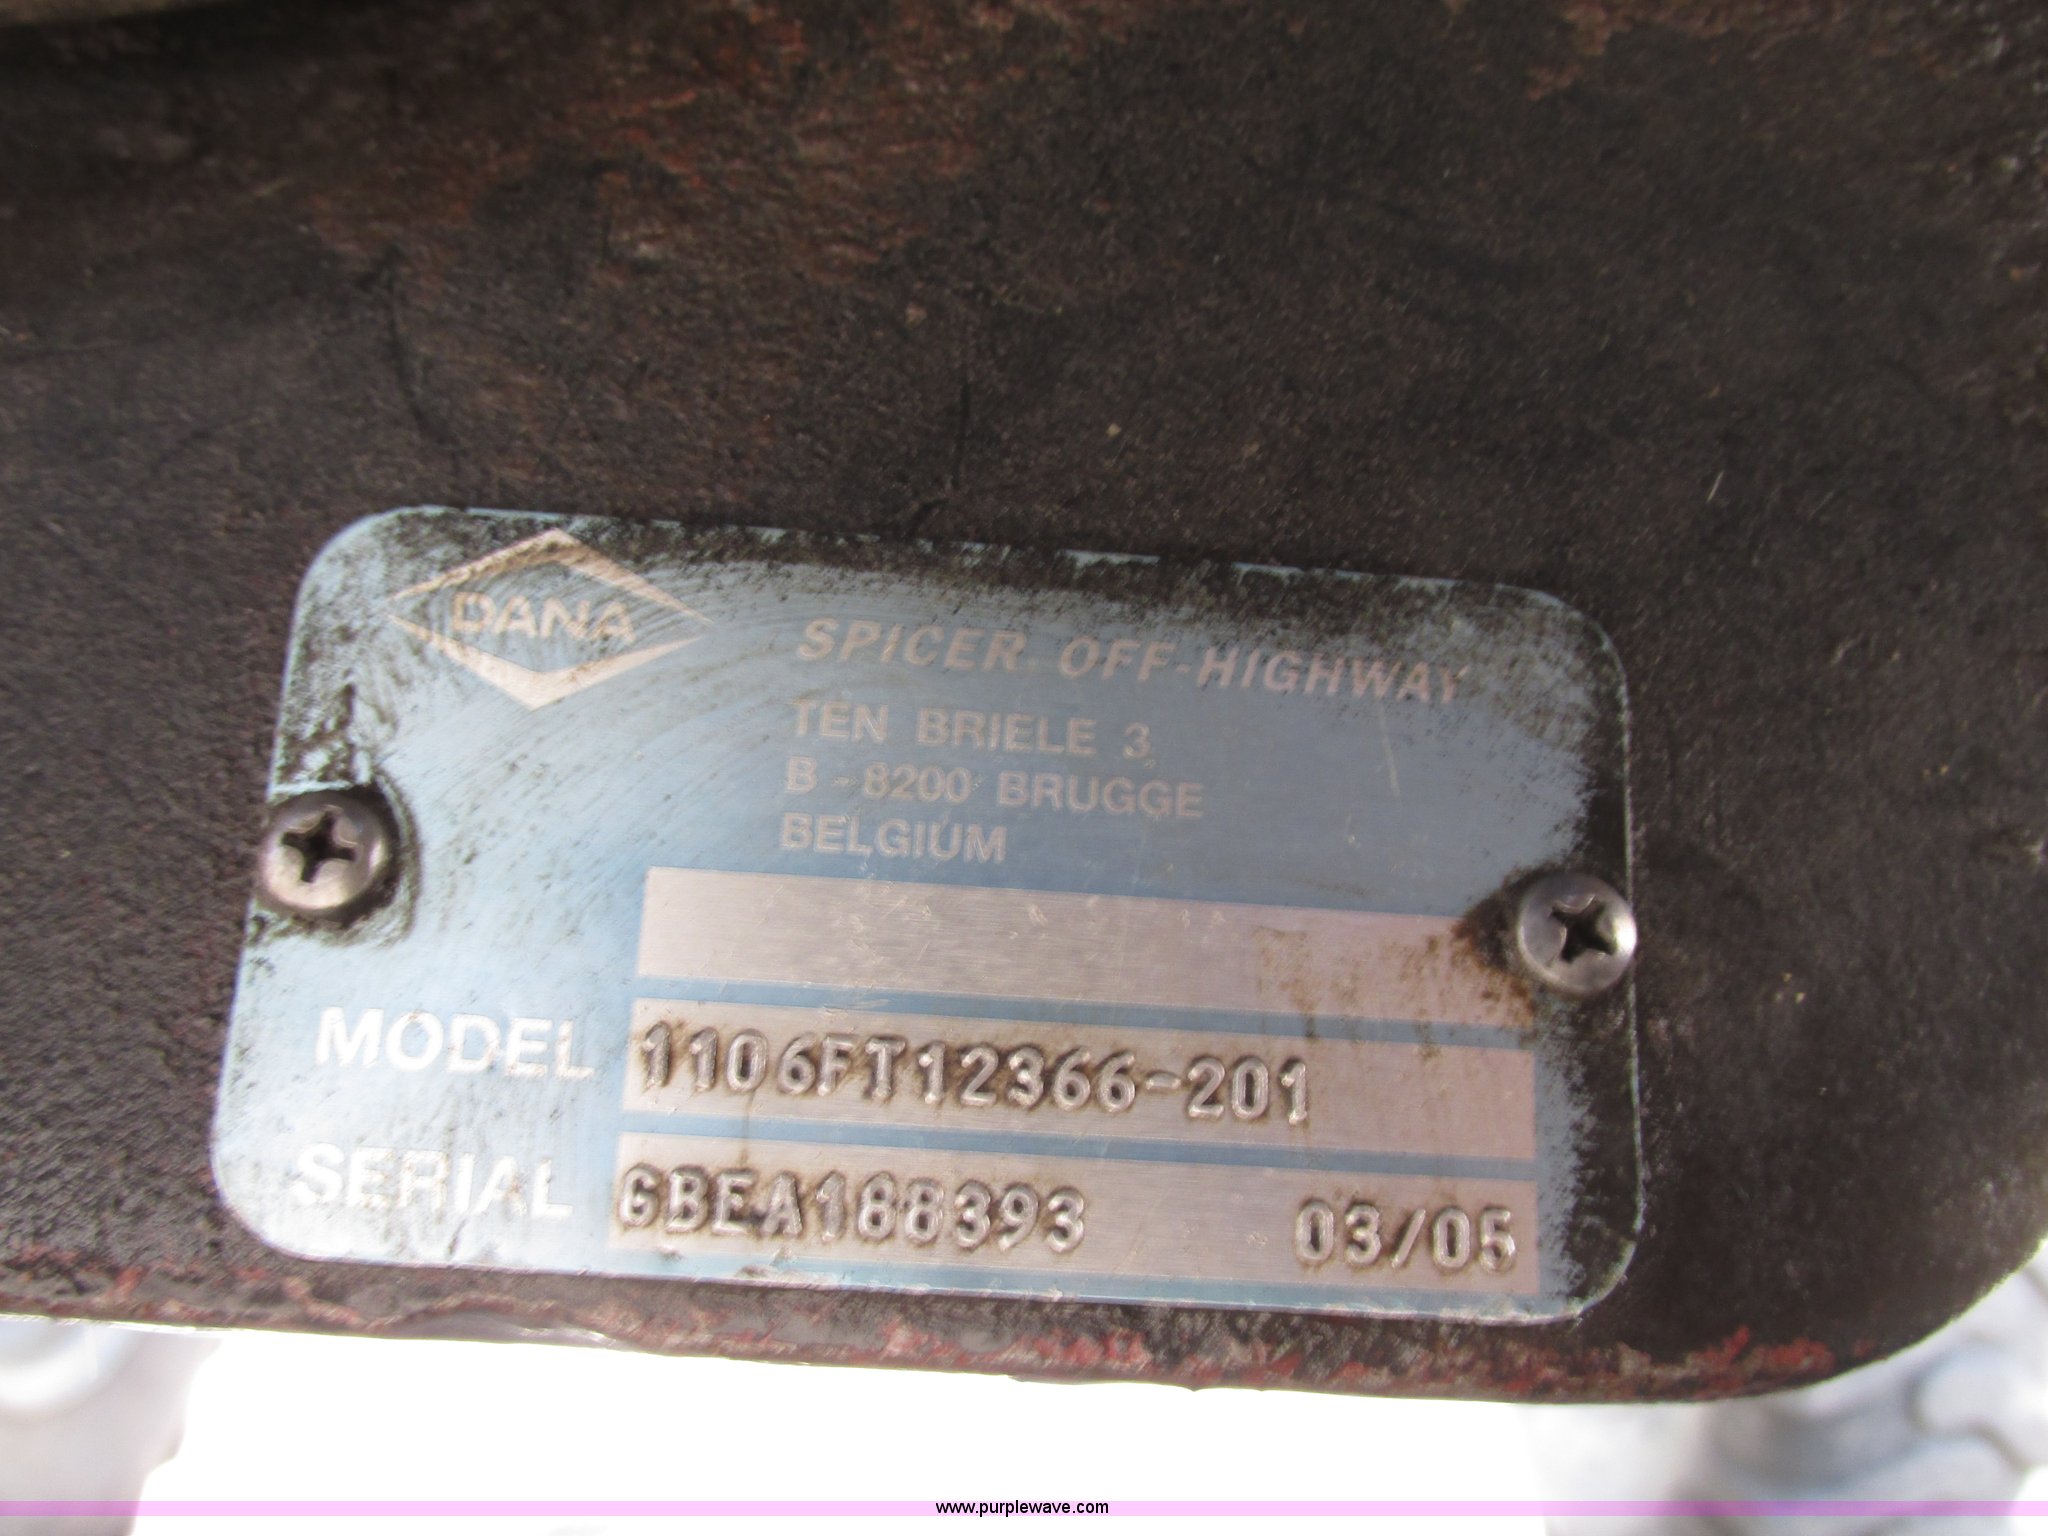 DANA
SPICER OFF-HIGHWAY
TEN BRIELE 3
B - 8200 BRUGGE
BELGIUM
MODEL 1106FT12366-201
SERIAL GBEA188393 03/05
www.purplewave.com